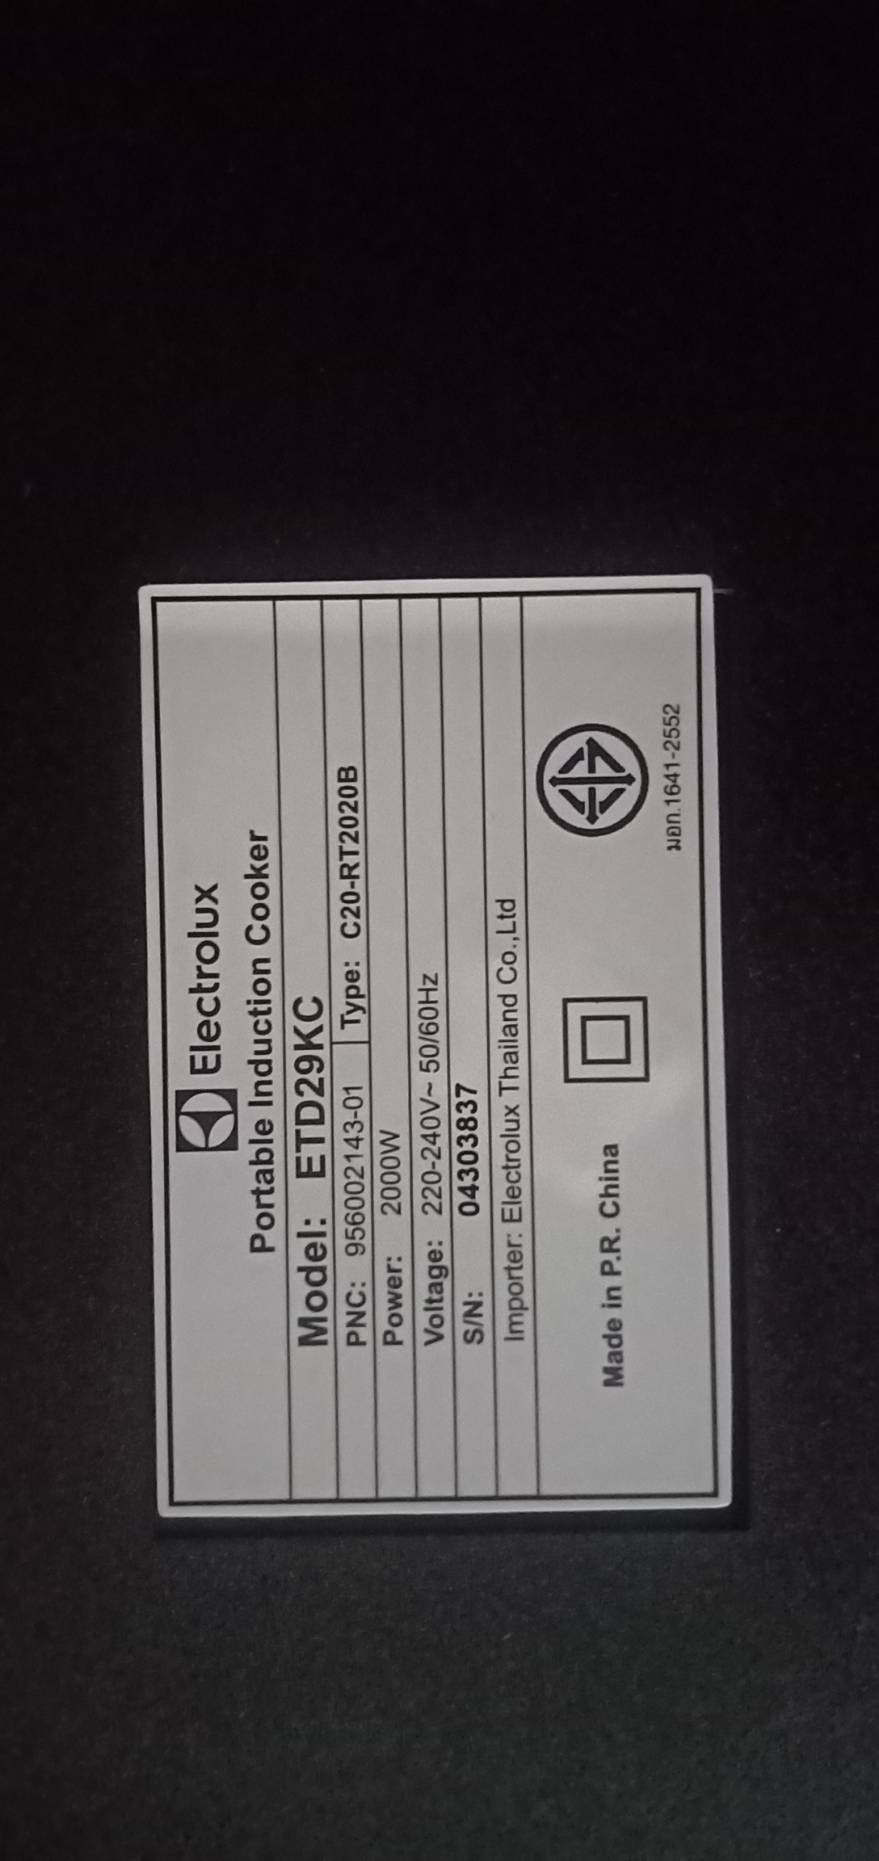 Electrolux
Portable Induction Cooker
Model: ETD29KC
PNC: 956002143-01 Type: C20-RT2020B
Power: 2000W
Voltage: 220-240V~ 50/60Hz
S/N: 04303837
Importer: Electrolux Thailand Co.,Ltd
Made in P.R. China
มอก.1641-2552